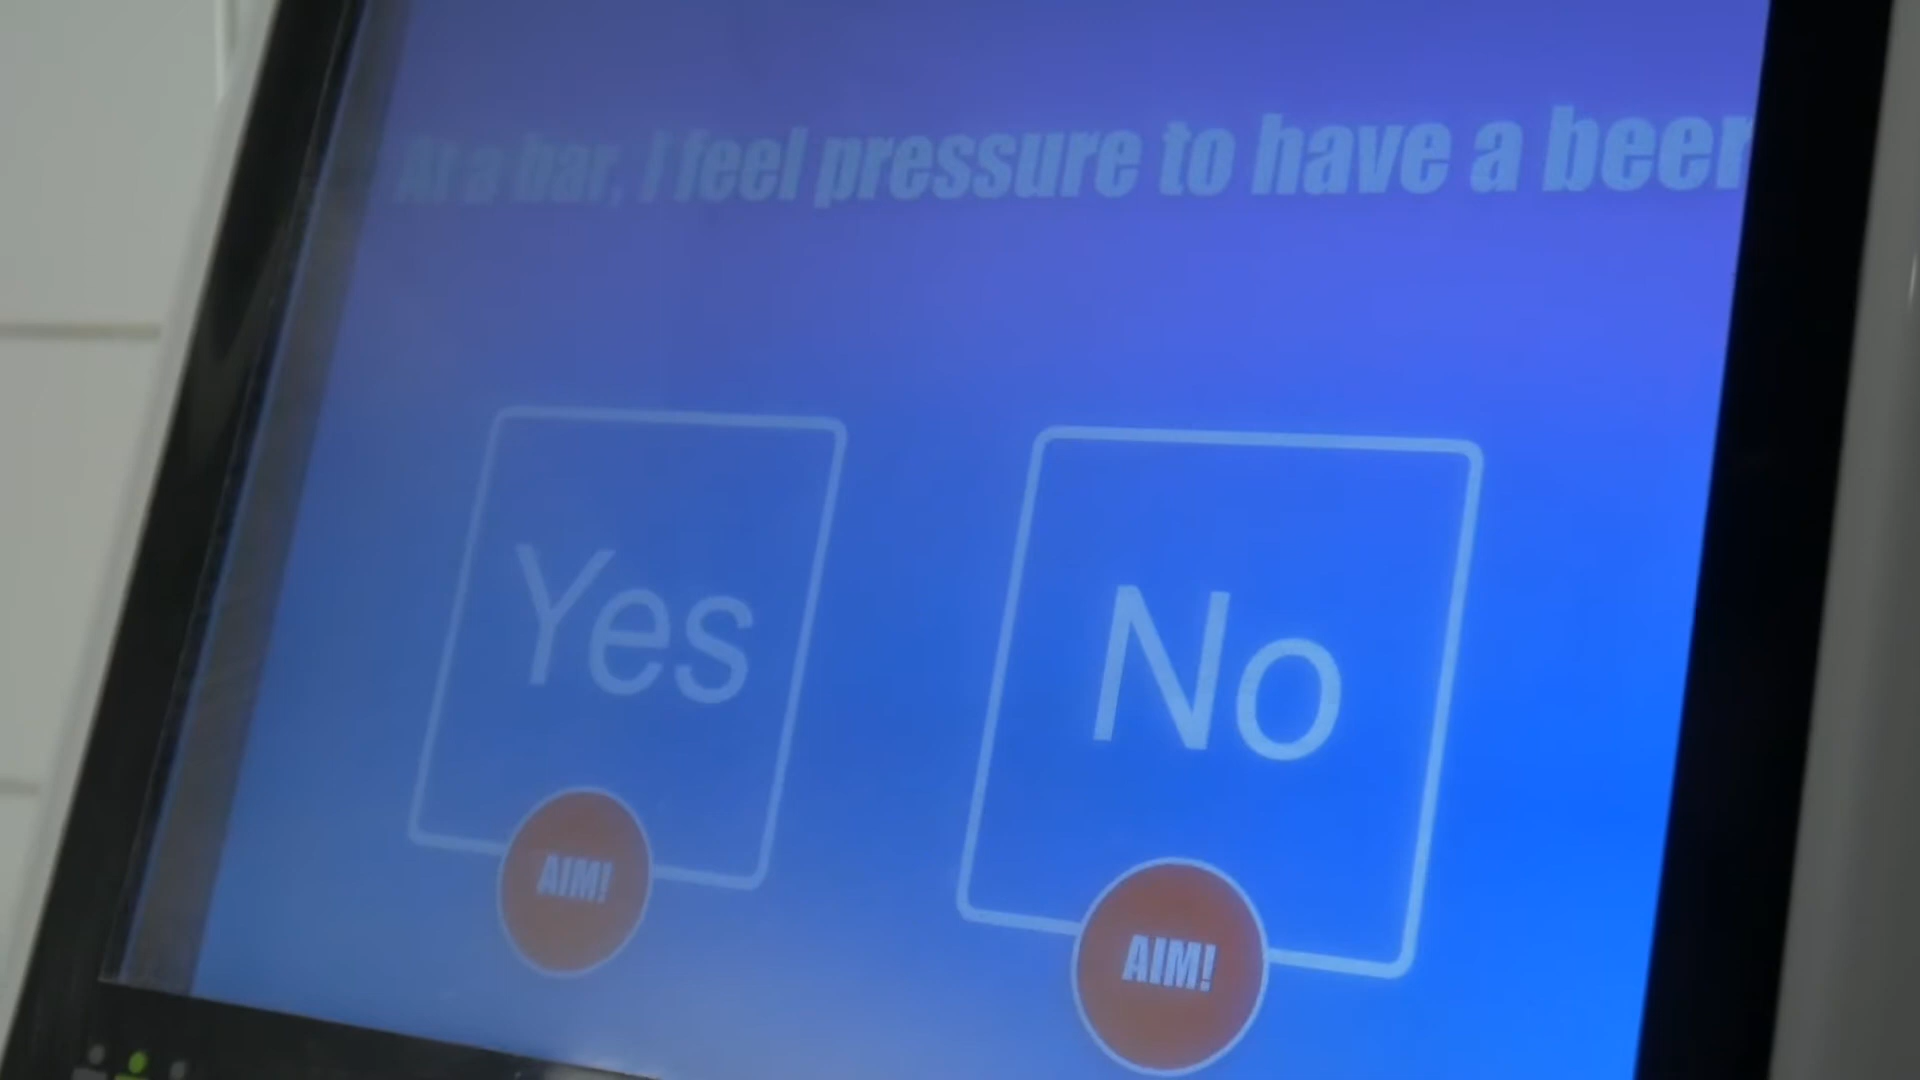 At a bar, I feel pressure to have a beer
Yes
No
AIM!
AIM!